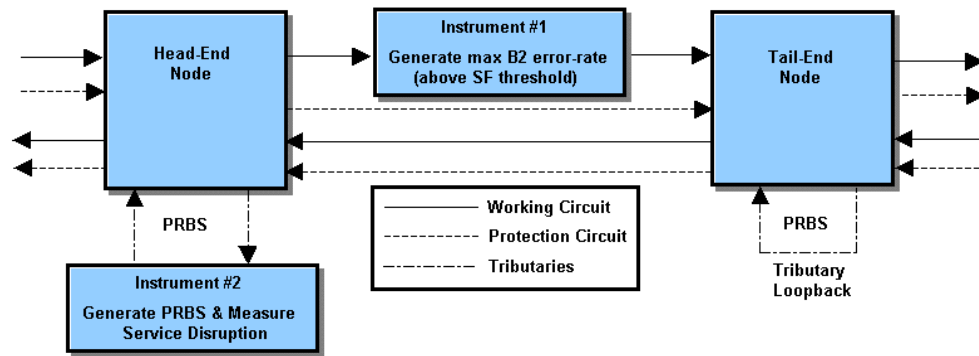 Head-End
Node
Instrument #1
Generate max B2 error-rate
(above SF threshold)
Tail-End
Node
PRBS
Instrument #2
Generate PRBS & Measure
Service Disruption
Working Circuit
Protection Circuit
Tributaries
PRBS
Tributary
Loopback